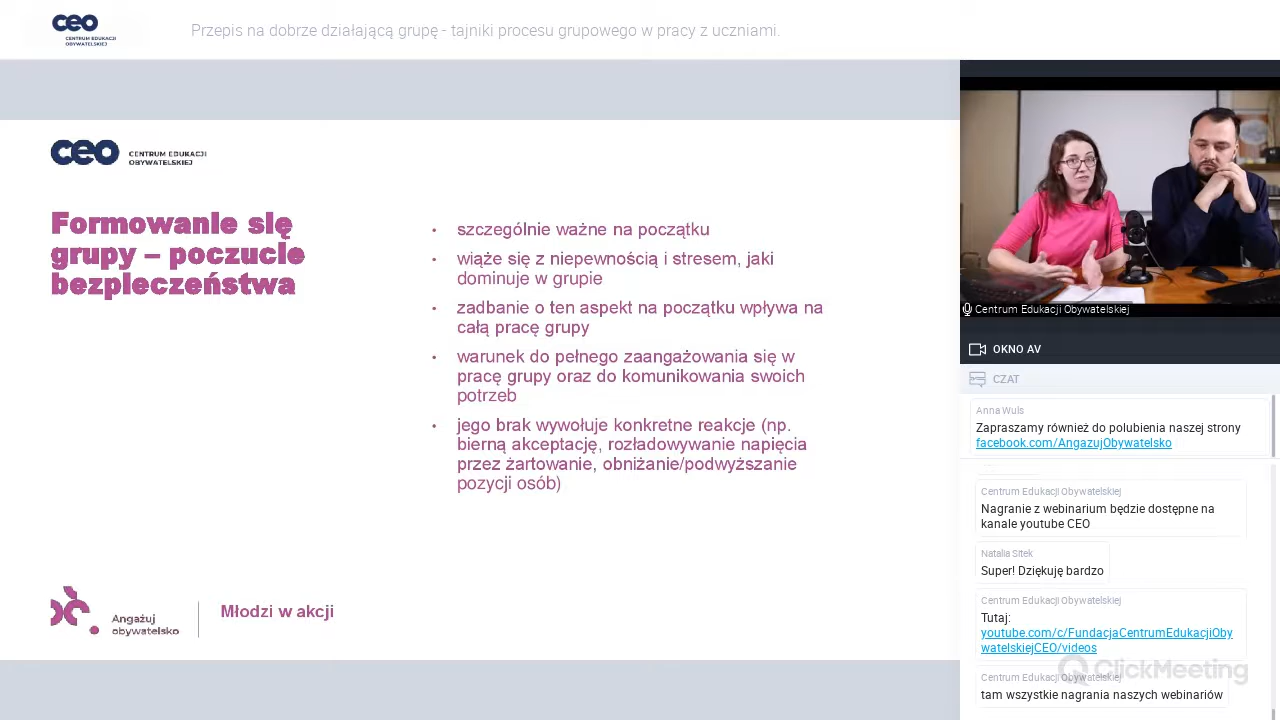 ceo
CENTRUM EDUKACJI
OBYWATELSKIEJ
Przepis na dobrze działającą grupę - tajniki procesu grupowego w pracy z uczniami.
ceo
CENTRUM EDUKACJI
OBYWATELSKIEJ
Formowanie się
grupy – poczucie
bezpieczeństwa
• szczególnie ważne na początku
• wiąże się z niepewnością i stresem, jaki
dominuje w grupie
• zadbanie o ten aspekt na początku wpływa na
całą pracę grupy
• warunek do pełnego zaangażowania się w
pracę grupy oraz do komunikowania swoich
potrzeb
• jego brak wywołuje konkretne reakcje (np.
bierną akceptację, rozładowywanie napięcia
przez żartowanie, obniżanie/podwyższanie
pozycji osób)
Angażuj
obywatelsko
Młodzi w akcji
Centrum Edukacji Obywatelskiej
OKNO AV
CZAT
Anna Wuls
Zapraszamy również do polubienia naszej strony
facebook.com/AngazujObywatelsko
Centrum Edukacji Obywatelskiej
Nagranie z webinarium będzie dostępne na
kanale youtube CEO
Natalia Sitek
Super! Dziękuję bardzo
Centrum Edukacji Obywatelskiej
Tutaj:
youtube.com/c/FundacjaCentrumEdukacjiOby
watelskiejCEO/videos
Centrum Edukacji Obywatelskiej
tam wszystkie nagrania naszych webinariów
ClickMeeting